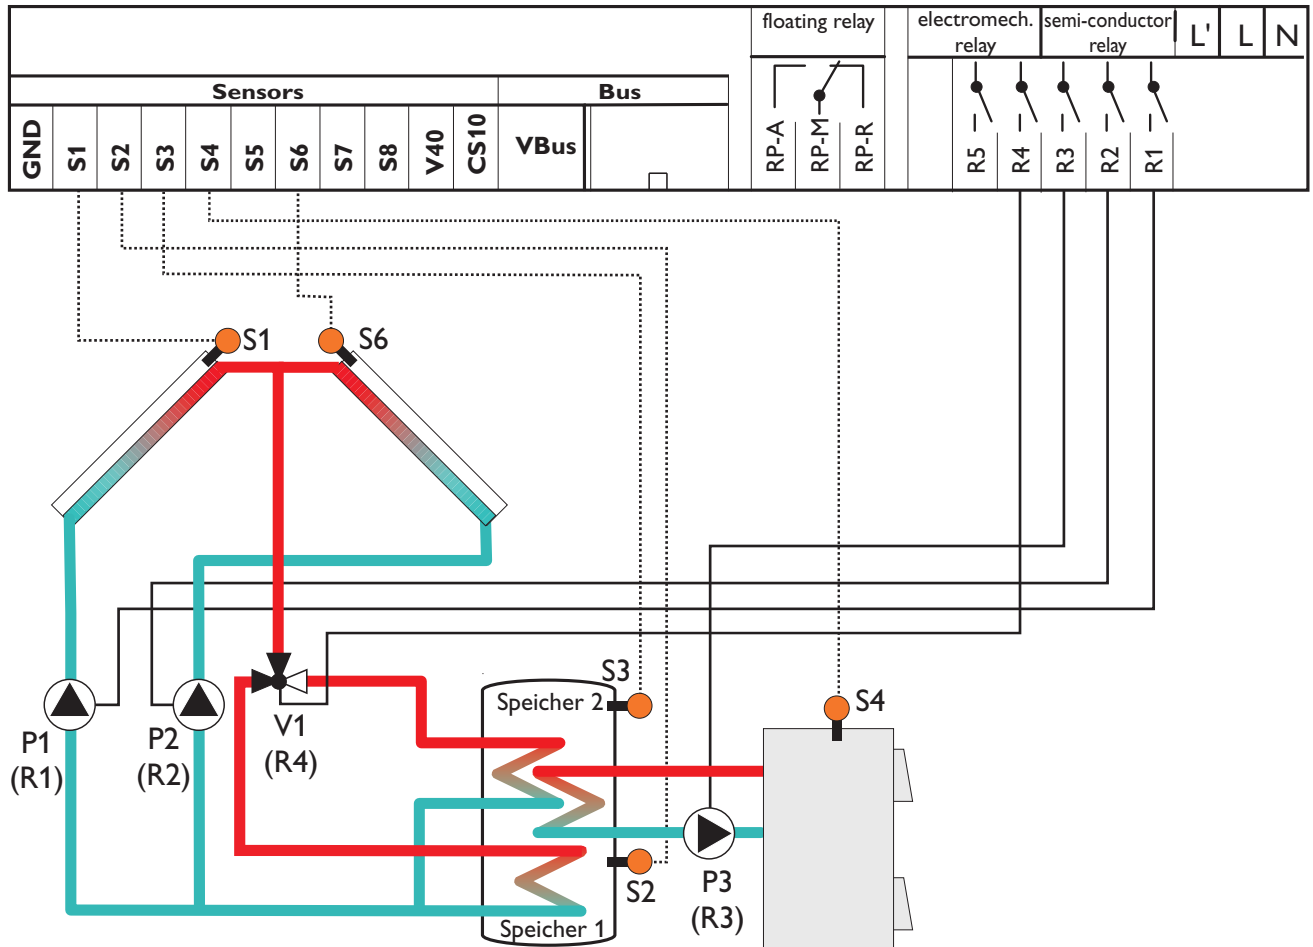 floating relay
electromech.
relay
semi-conductor
relay
L'
L
N
Sensors
Bus
GND
S1
S2
S3
S4
S5
S6
S7
S8
V40
CS10
VBus
RP-A
RP-M
RP-R
R5
R4
R3
R2
R1
S1
S6
S3
Speicher 2
S4
P1
(R1)
P2
(R2)
V1
(R4)
S2
P3
(R3)
Speicher 1